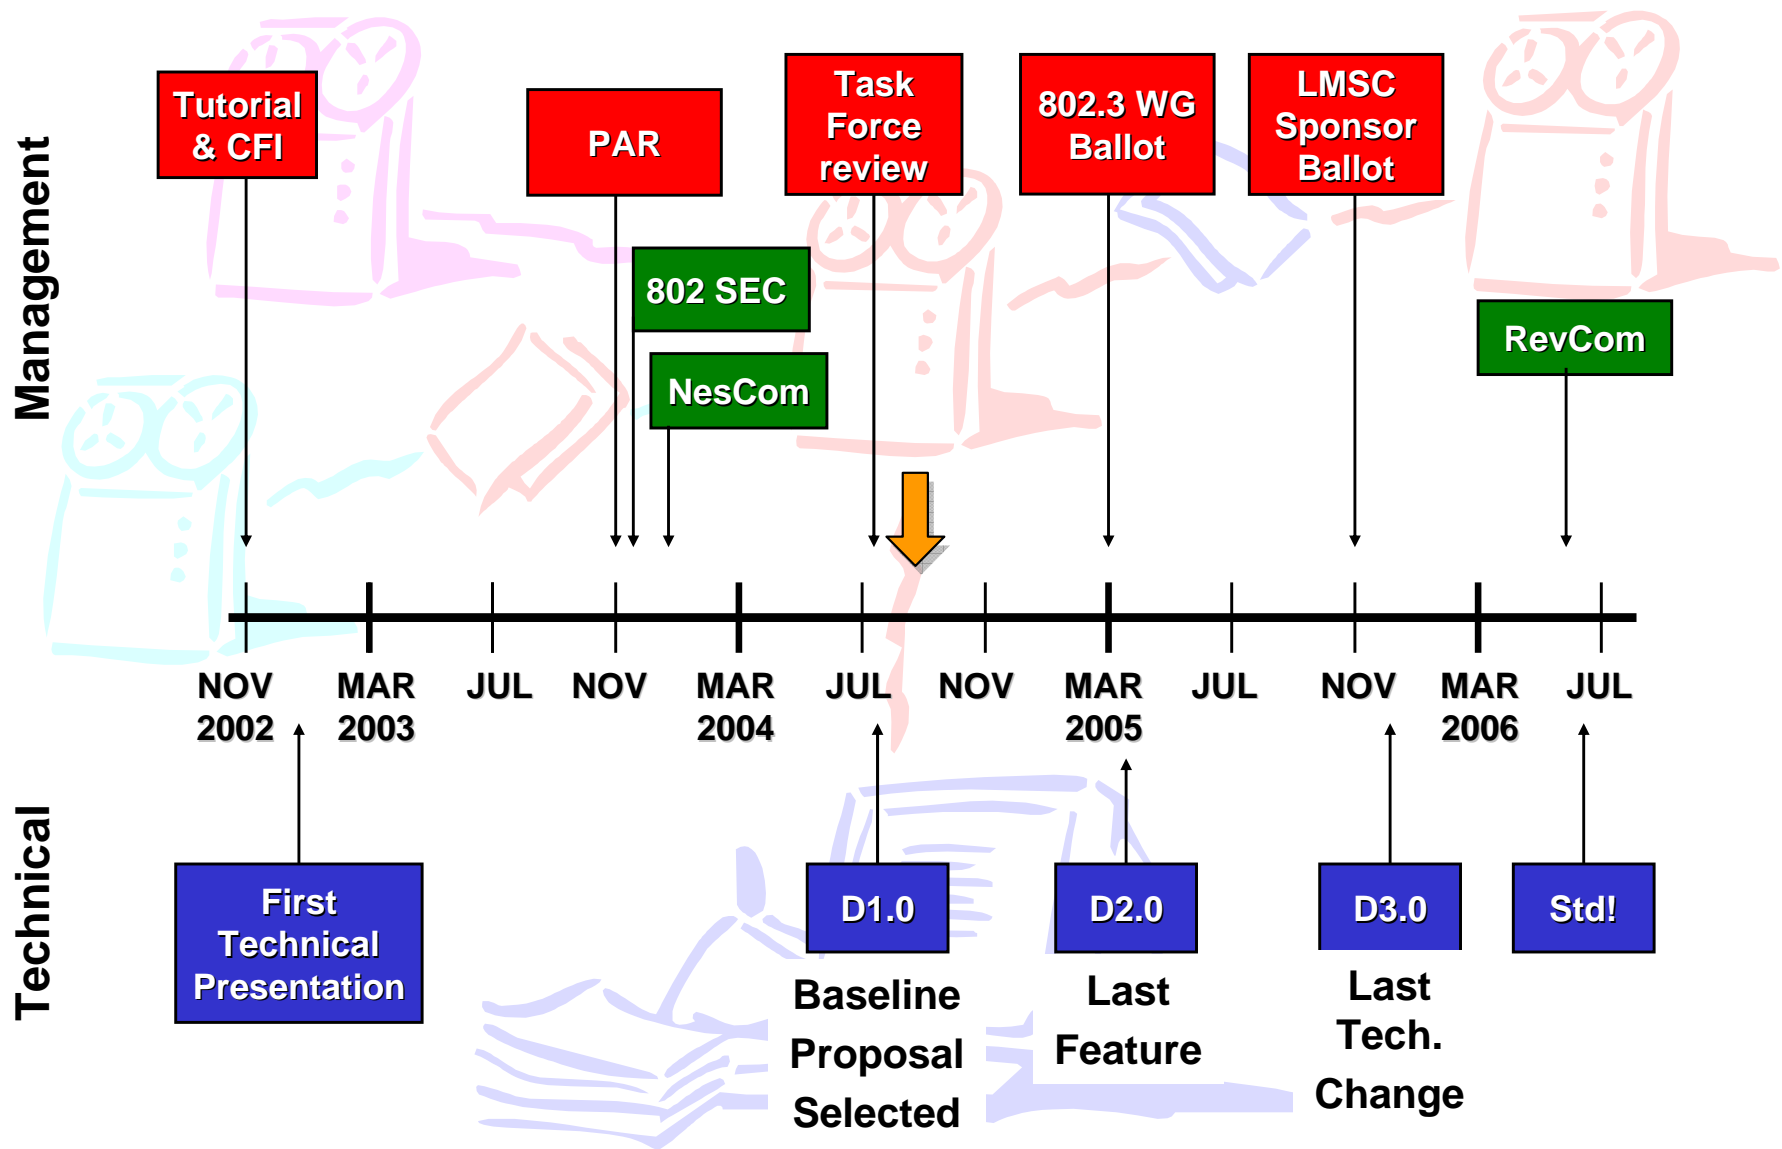 Management
Tutorial
& CFI
PAR
Task
Force
review
802.3 WG
Ballot
LMSC
Sponsor
Ballot
802 SEC
NesCom
RevCom
NOV
2002
MAR
2003
JUL
NOV
MAR
2004
JUL
NOV
MAR
2005
JUL
NOV
MAR
2006
JUL
Technical
First
Technical
Presentation
D1.0
Baseline
Proposal
Selected
D2.0
Last
Feature
D3.0
Last
Tech.
Change
Std!